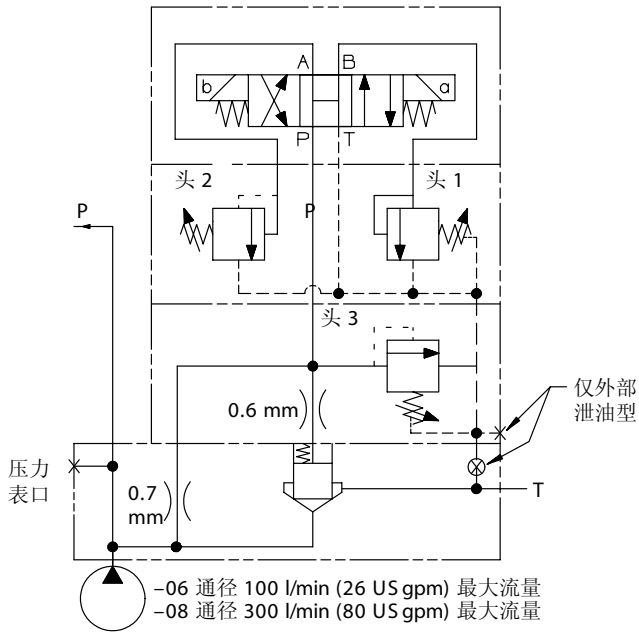 A B
b a
P T
头 2 头 1
P P
头 3
0.6 mm
仅外部
泄油型
压力
表口
0.7
mm
T
–06 通径 100 l/min (26 US gpm) 最大流量
–08 通径 300 l/min (80 US gpm) 最大流量